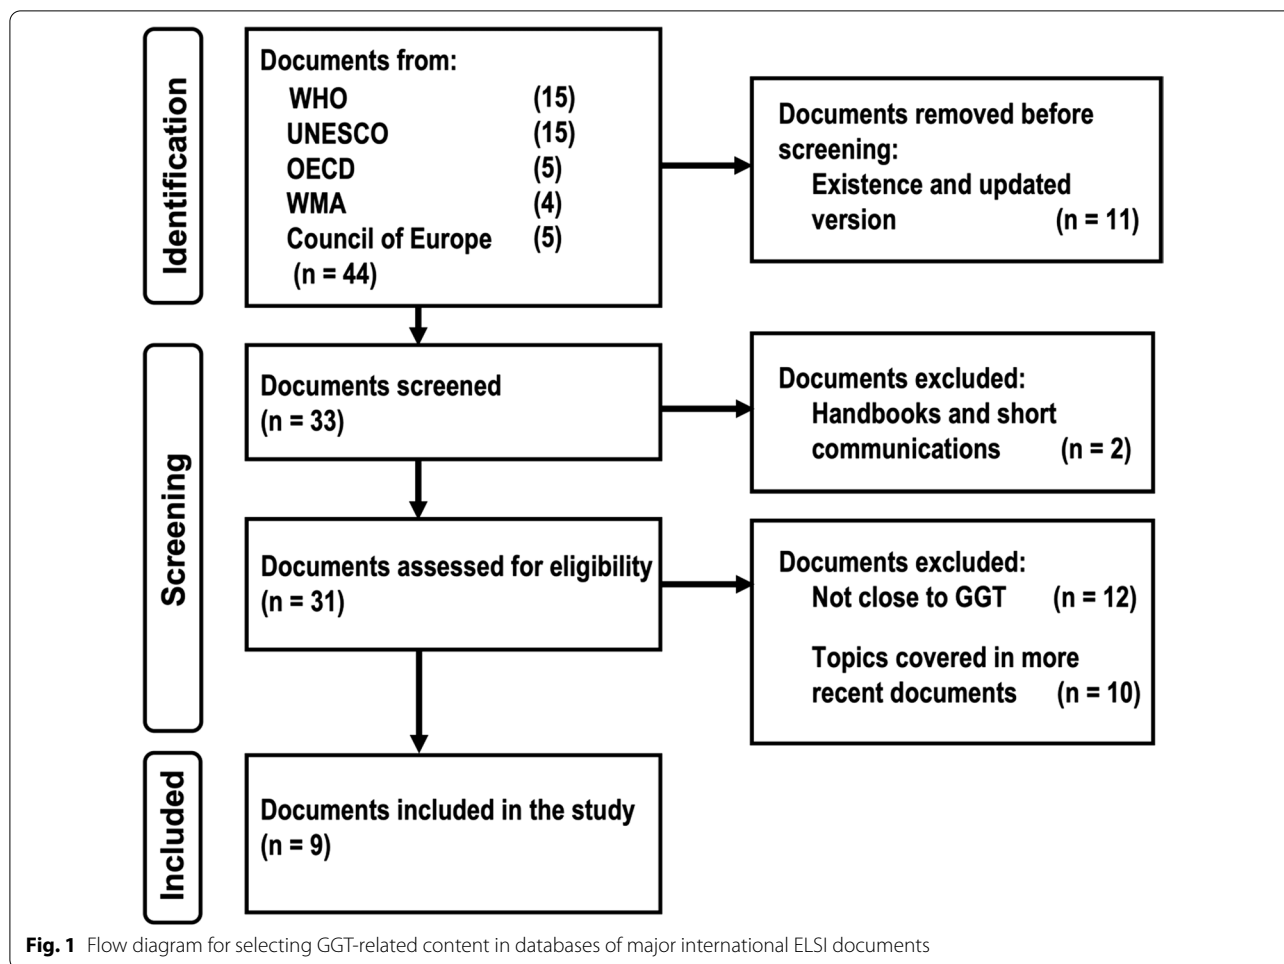 Identification
Documents from:
WHO (15)
UNESCO (15)
OECD (5)
WMA (4)
Council of Europe (5)
(n = 44)
Documents removed before
screening:
Existence and updated
version (n = 11)
Screening
Documents screened
(n = 33)
Documents excluded:
Handbooks and short
communications (n = 2)
Documents assessed for eligibility
(n = 31)
Documents excluded:
Not close to GGT (n = 12)
Topics covered in more
recent documents (n = 10)
Included
Documents included in the study
(n = 9)
Fig. 1 Flow diagram for selecting GGT-related content in databases of major international ELSI documents